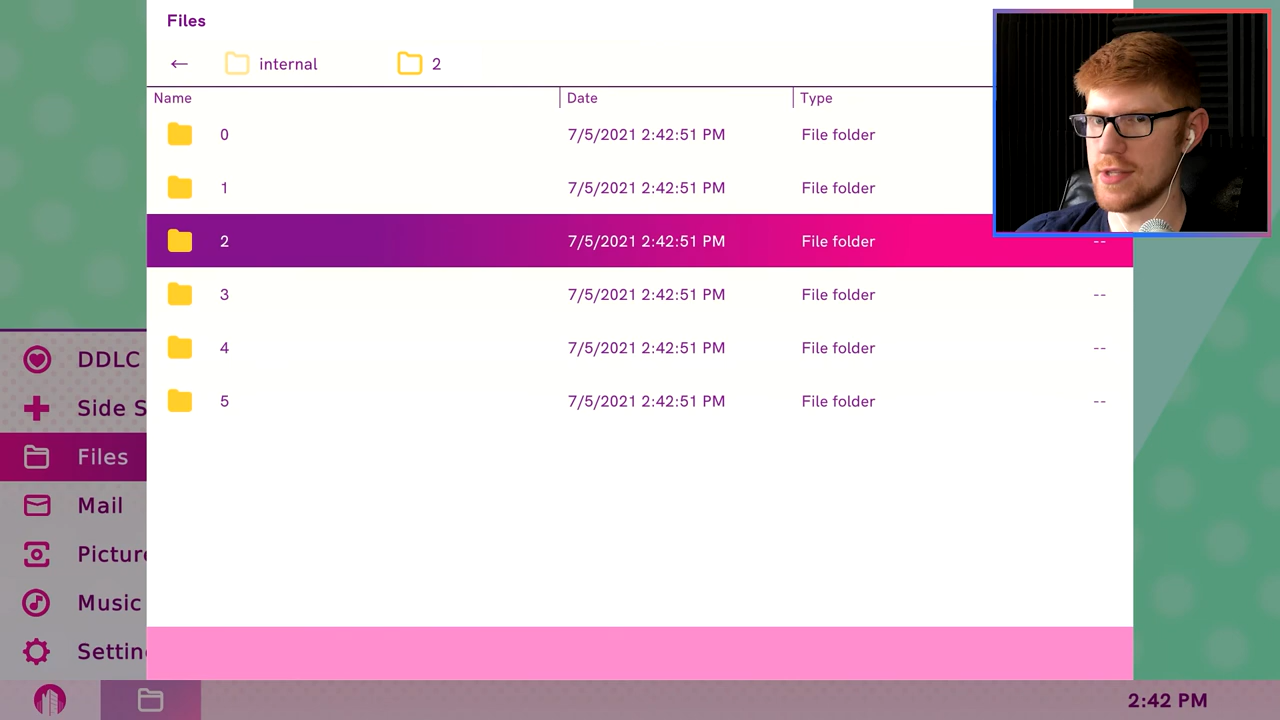 Files
← internal 2
Name Date Type
0 7/5/2021 2:42:51 PM File folder
1 7/5/2021 2:42:51 PM File folder
2 7/5/2021 2:42:51 PM File folder --
3 7/5/2021 2:42:51 PM File folder --
4 7/5/2021 2:42:51 PM File folder --
5 7/5/2021 2:42:51 PM File folder --
DDLC
Side S
Files
Mail
Picture
Music
Settin
2:42 PM